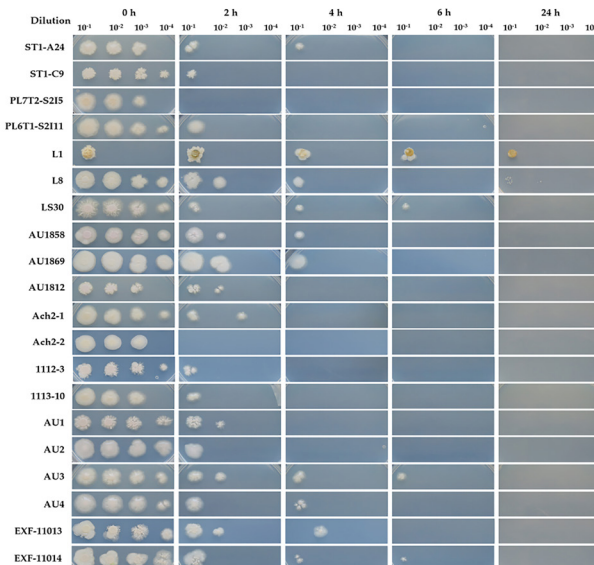 Dilution 0 h 2 h 4 h 6 h 24 h
10⁻¹ 10⁻² 10⁻³ 10⁻⁴ 10⁻¹ 10⁻² 10⁻³ 10⁻⁴ 10⁻¹ 10⁻² 10⁻³ 10⁻⁴ 10⁻¹ 10⁻² 10⁻³ 10⁻⁴ 10⁻¹ 10⁻² 10⁻³
ST1-A24
ST1-C9
PL7T2-S2I5
PL6T1-S2I11
L1
L8
LS30
AU1858
AU1869
AU1812
Ach2-1
Ach2-2
1112-3
1113-10
AU1
AU2
AU3
AU4
EXF-11013
EXF-11014